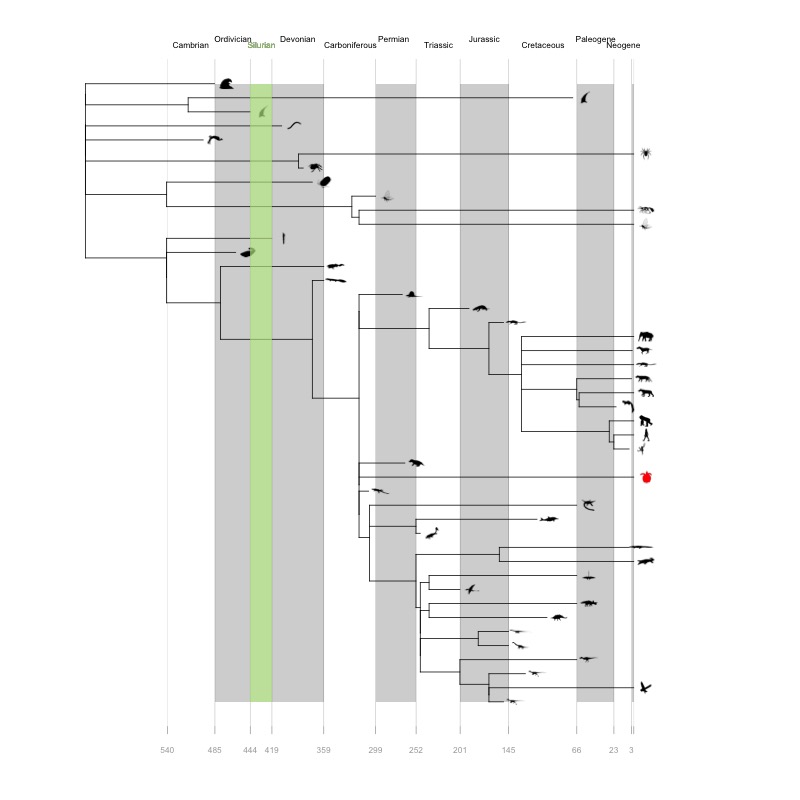 Ordivician Devonian Permian Jurassic Paleogene
Cambrian Silurian Carboniferous Triassic Cretaceous Neogene
540 485 444 419 359 299 252 201 145 66 23 3